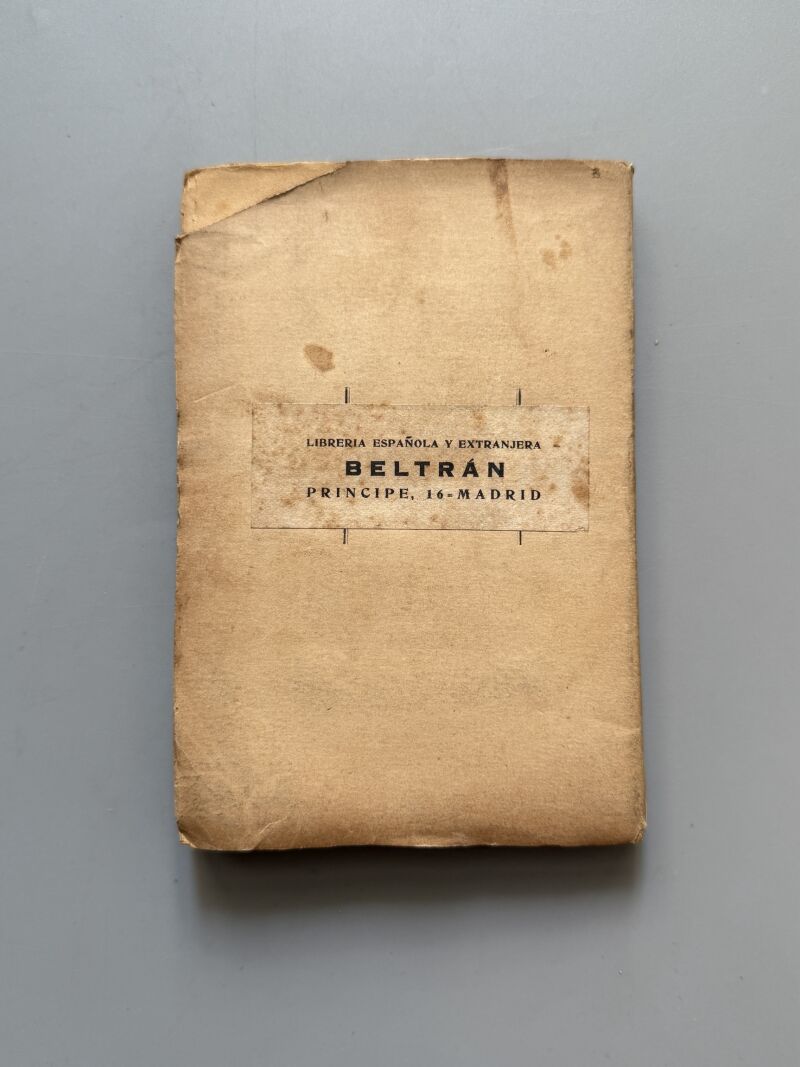 LIBRERIA ESPAÑOLA Y EXTRANJERA
BELTRÁN
PRINCIPE, 16=MADRID